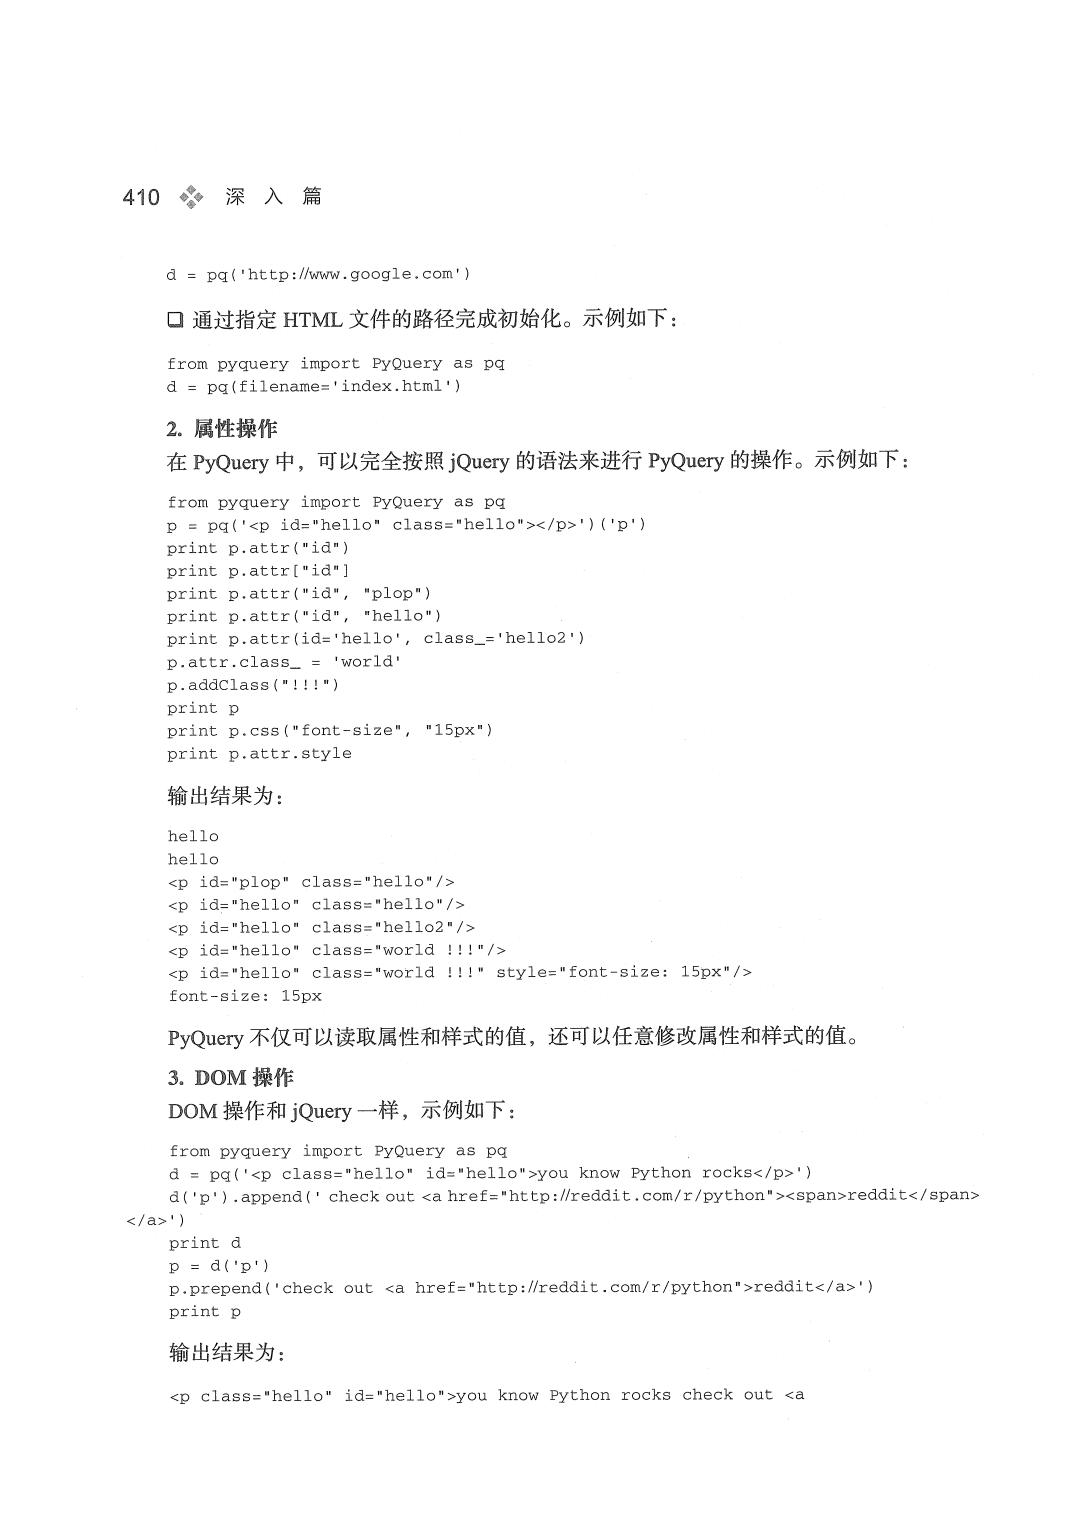 410 深 入 篇
d = pq('http://www.google.com')
❑ 通过指定 HTML 文件的路径完成初始化。示例如下：
from pyquery import PyQuery as pq
d = pq(filename='index.html')
2. 属性操作
在 PyQuery 中，可以完全按照 jQuery 的语法来进行 PyQuery 的操作。示例如下：
from pyquery import PyQuery as pq
p = pq('<p id="hello" class="hello"></p>')('p')
print p.attr("id")
print p.attr["id"]
print p.attr("id", "plop")
print p.attr("id", "hello")
print p.attr(id='hello', class_='hello2')
p.attr.class_ = 'world'
p.addClass("!!!")
print p
print p.css("font-size", "15px")
print p.attr.style
输出结果为：
hello
hello
<p id="plop" class="hello"/>
<p id="hello" class="hello"/>
<p id="hello" class="hello2"/>
<p id="hello" class="world !!!"/>
<p id="hello" class="world !!!" style="font-size: 15px"/>
font-size: 15px
PyQuery 不仅可以读取属性和样式的值，还可以任意修改属性和样式的值。
3. DOM 操作
DOM 操作和 jQuery 一样，示例如下：
from pyquery import PyQuery as pq
d = pq('<p class="hello" id="hello">you know Python rocks</p>')
d('p').append(' check out <a href="http://reddit.com/r/python"><span>reddit</span>
</a>')
print d
p = d('p')
p.prepend('check out <a href="http://reddit.com/r/python">reddit</a>')
print p
输出结果为：
<p class="hello" id="hello">you know Python rocks check out <a